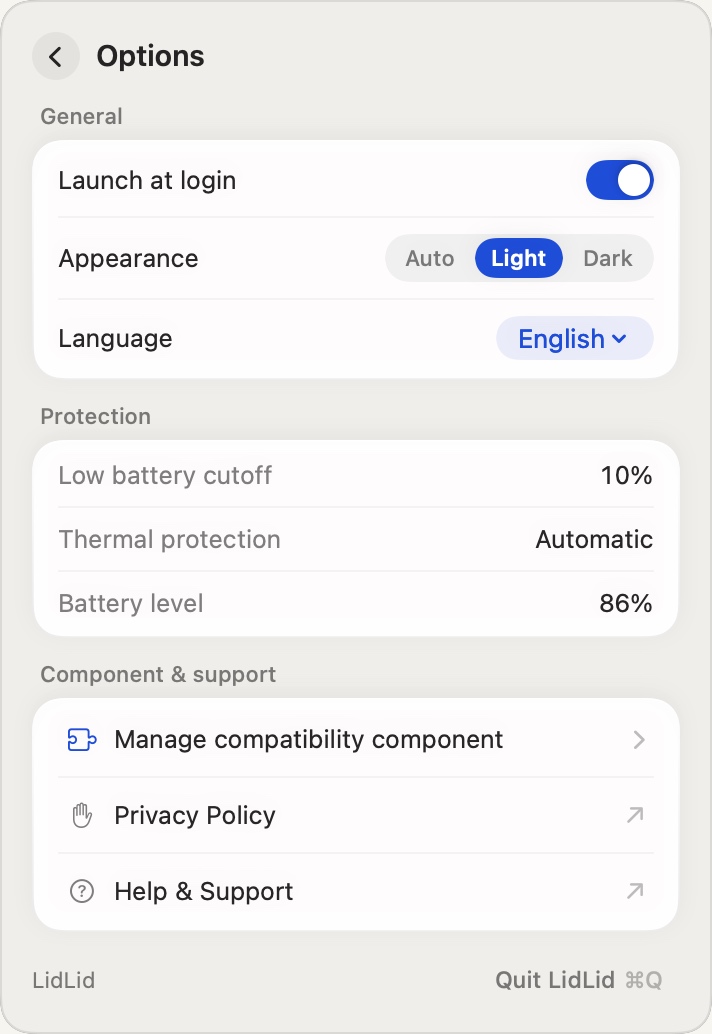 Options
General
Launch at login
Appearance Auto Light Dark
Language English
Protection
Low battery cutoff 10%
Thermal protection Automatic
Battery level 86%
Component & support
Manage compatibility component
Privacy Policy
Help & Support
LidLid Quit LidLid ⌘Q